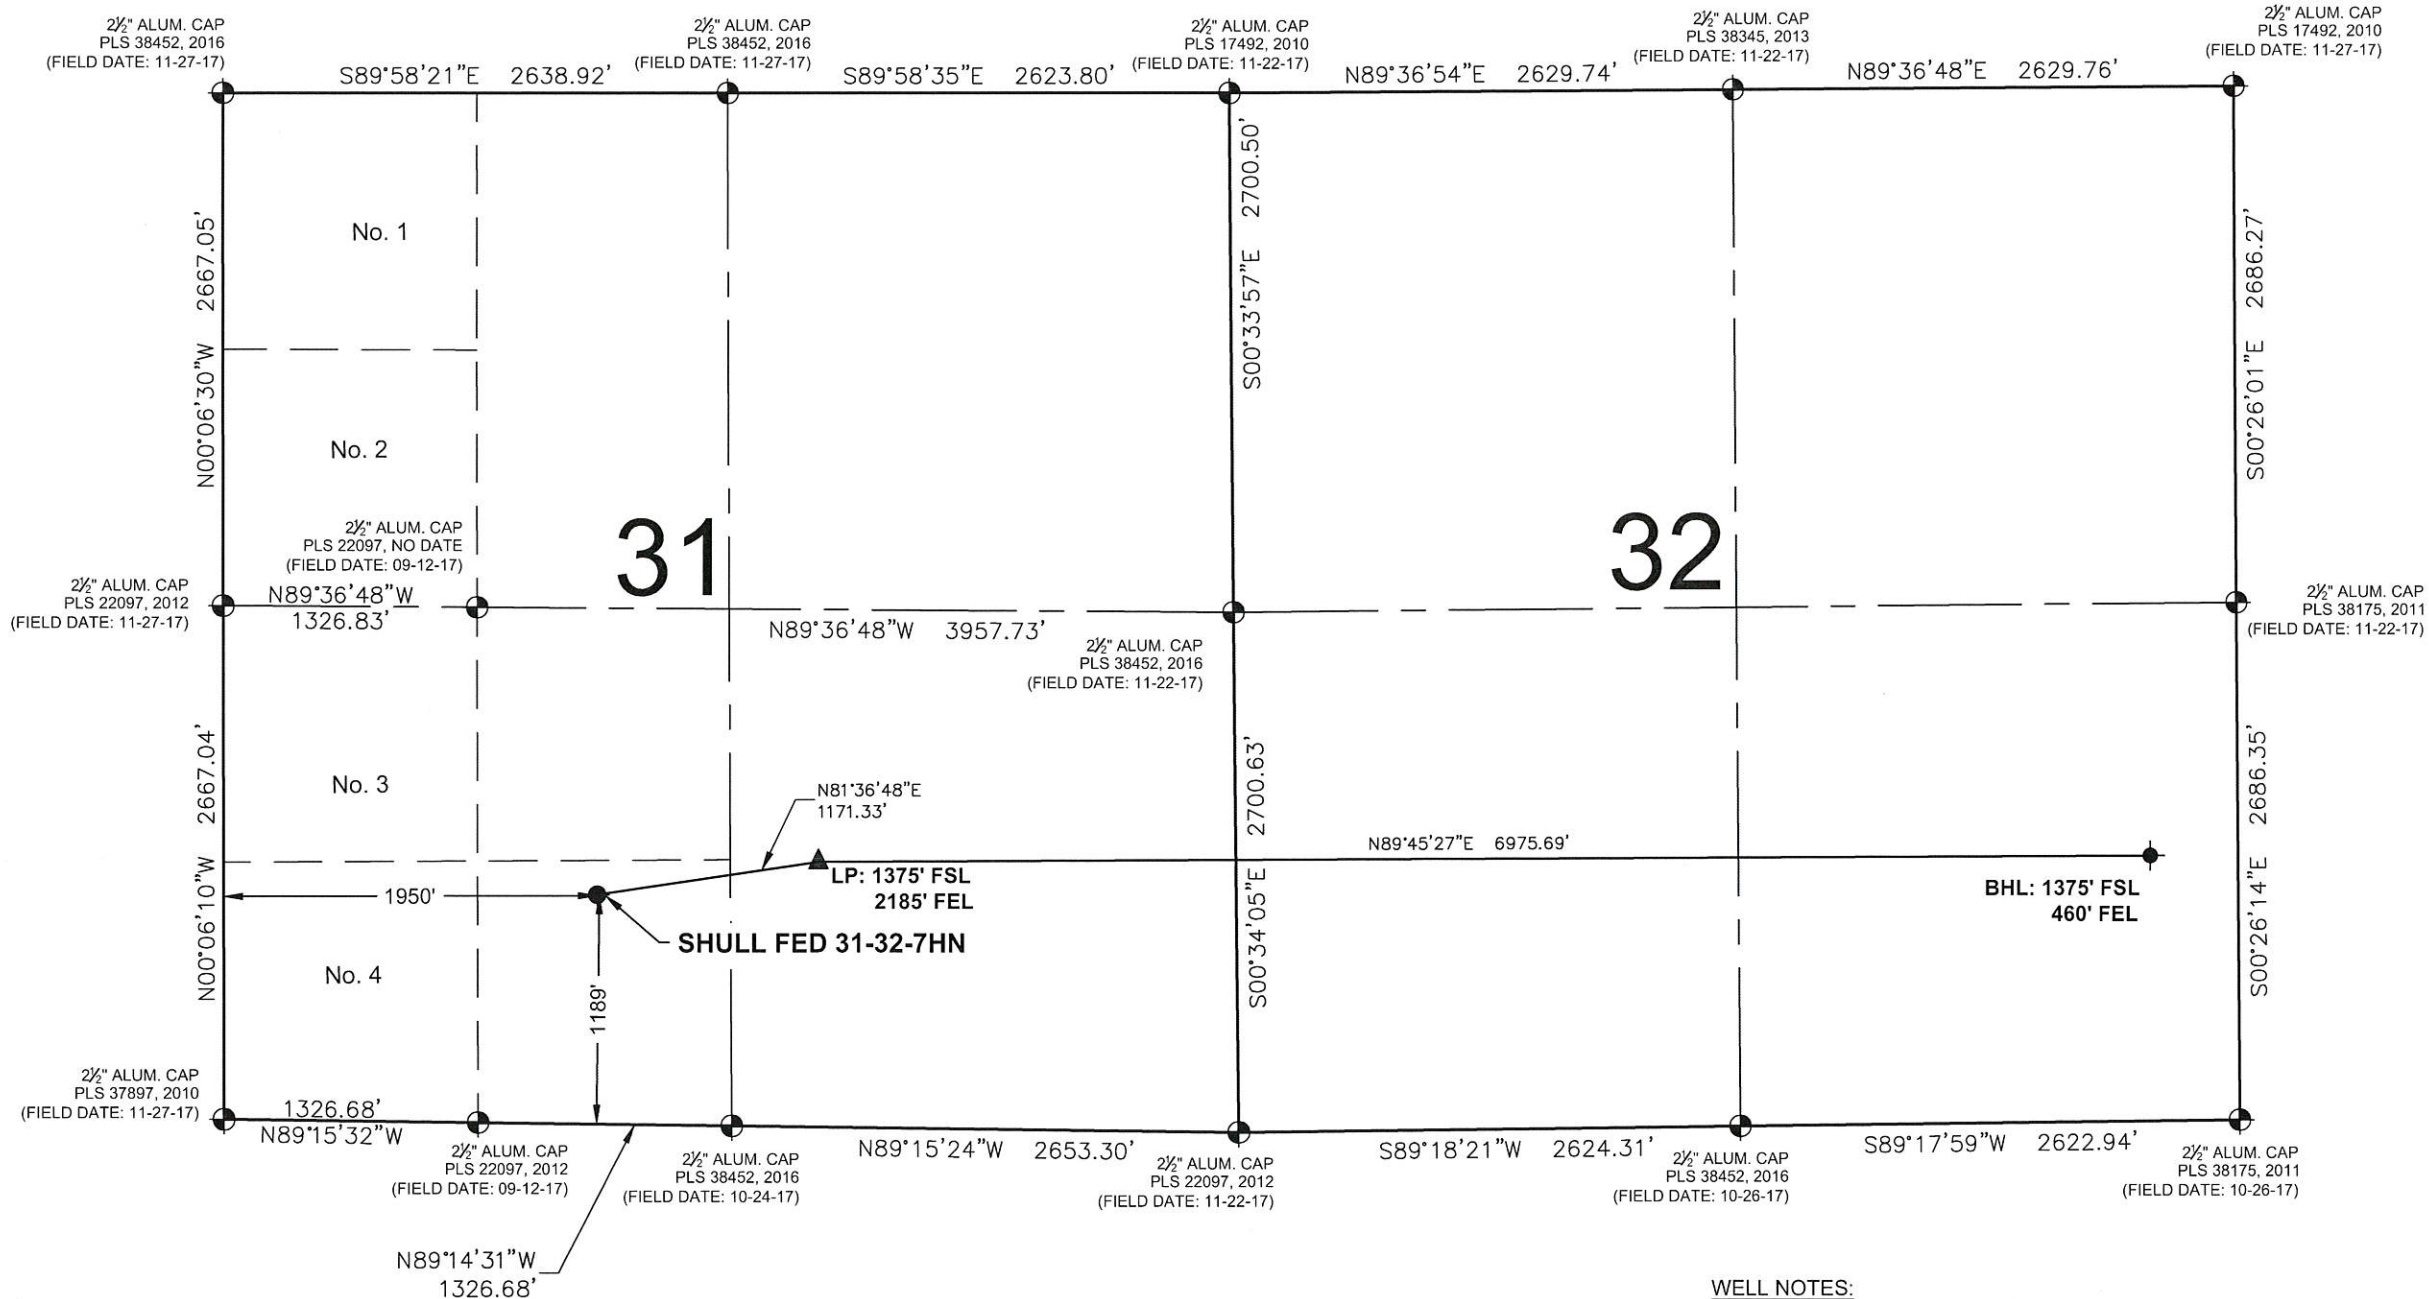 2½" ALUM. CAP
PLS 38452, 2016
(FIELD DATE: 11-27-17)
2½" ALUM. CAP
PLS 38452, 2016
(FIELD DATE: 11-27-17)
2½" ALUM. CAP
PLS 17492, 2010
(FIELD DATE: 11-22-17)
2½" ALUM. CAP
PLS 38345, 2013
(FIELD DATE: 11-22-17)
2½" ALUM. CAP
PLS 17492, 2010
(FIELD DATE: 11-27-17)
S89°58'21"E 2638.92'
S89°58'35"E 2623.80'
N89°36'54"E 2629.74'
N89°36'48"E 2629.76'
N00°06'30"W 2667.05'
No. 1
S00°33'57"E 2700.50'
S00°26'01"E 2686.27'
No. 2
31
32
2½" ALUM. CAP
PLS 22097, NO DATE
(FIELD DATE: 09-12-17)
2½" ALUM. CAP
PLS 22097, 2012
(FIELD DATE: 11-27-17)
N89°36'48"W
1326.83'
N89°36'48"W 3957.73'
2½" ALUM. CAP
PLS 38452, 2016
(FIELD DATE: 11-22-17)
2½" ALUM. CAP
PLS 38175, 2011
(FIELD DATE: 11-22-17)
N00°06'10"W 2667.04'
No. 3
N81°36'48"E
1171.33'
S00°34'05"E 2700.63'
N89°45'27"E 6975.69'
S00°26'14"E 2686.35'
LP: 1375' FSL
2185' FEL
BHL: 1375' FSL
460' FEL
1950'
SHULL FED 31-32-7HN
No. 4
1189'
2½" ALUM. CAP
PLS 37897, 2010
(FIELD DATE: 11-27-17)
1326.68'
N89°15'32"W
2½" ALUM. CAP
PLS 22097, 2012
(FIELD DATE: 09-12-17)
2½" ALUM. CAP
PLS 38452, 2016
(FIELD DATE: 10-24-17)
N89°15'24"W 2653.30'
2½" ALUM. CAP
PLS 22097, 2012
(FIELD DATE: 11-22-17)
S89°18'21"W 2624.31'
2½" ALUM. CAP
PLS 38452, 2016
(FIELD DATE: 10-26-17)
S89°17'59"W 2622.94'
2½" ALUM. CAP
PLS 38175, 2011
(FIELD DATE: 10-26-17)
N89°14'31"W
1326.68'
WELL NOTES: